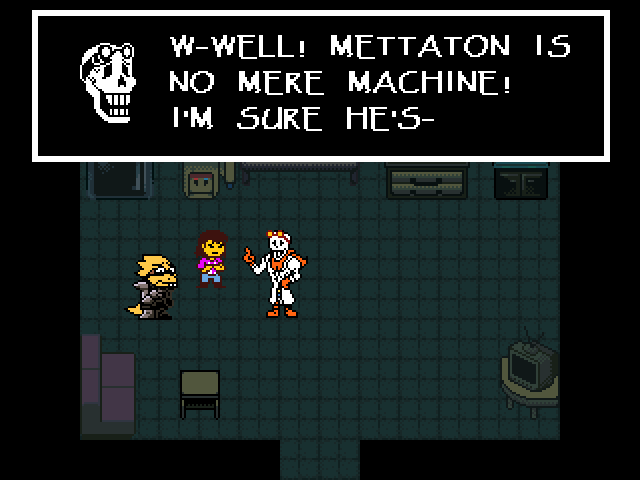 W-WELL! METTATON IS
NO MERE MACHINE!
I'M SURE HE'S-